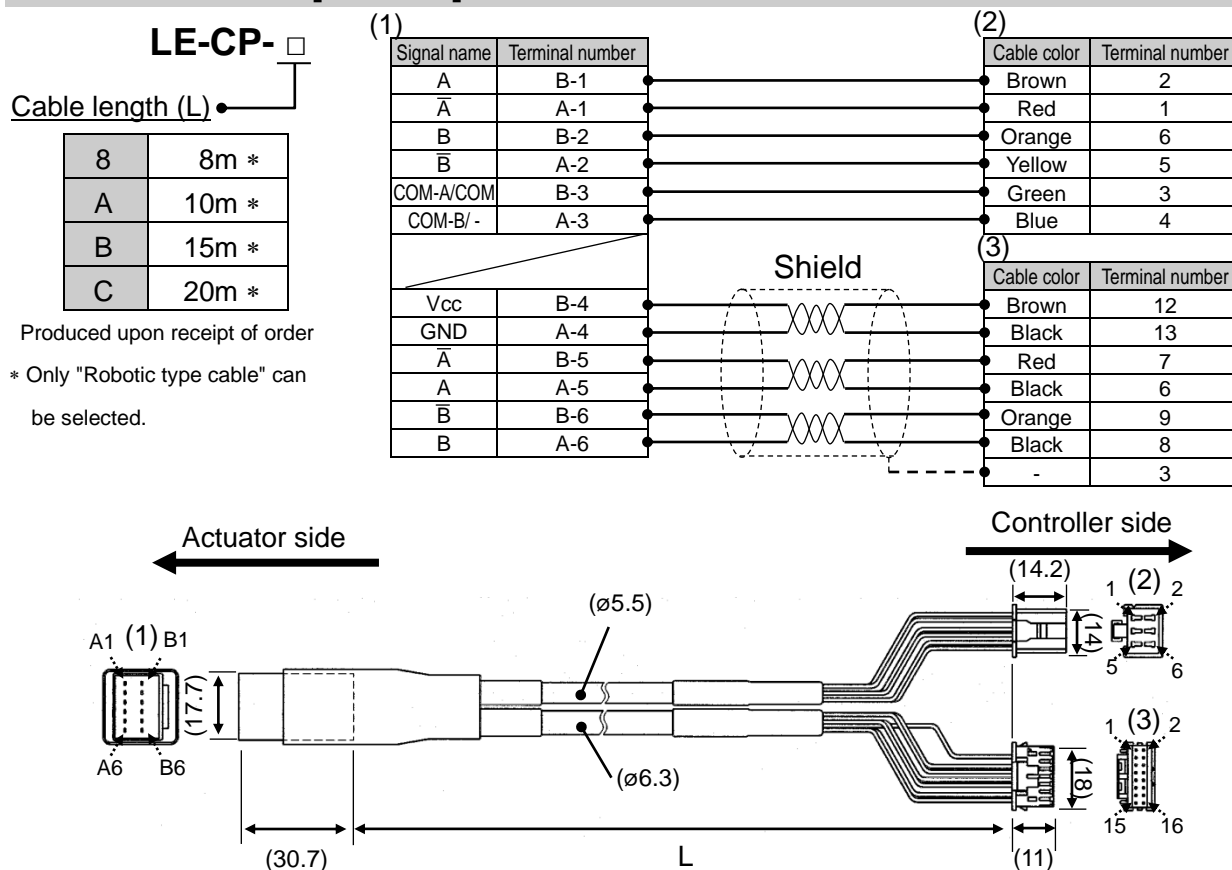 LE-CP- □
Cable length (L)
8 8m *
A 10m *
B 15m *
C 20m *
Produced upon receipt of order
* Only "Robotic type cable" can
be selected.
(1)
Signal name Terminal number
A B-1
A̅ A-1
B B-2
B̅ A-2
COM-A/COM B-3
COM-B/ - A-3
Vcc B-4
GND A-4
A̅ B-5
A A-5
B̅ B-6
B A-6
Shield
(2)
Cable color Terminal number
Brown 2
Red 1
Orange 6
Yellow 5
Green 3
Blue 4
(3)
Cable color Terminal number
Brown 12
Black 13
Red 7
Black 6
Orange 9
Black 8
- 3
Actuator side
Controller side
A1 (1) B1
A6 B6
(17.7)
(30.7)
(ø5.5)
(ø6.3)
L
(14.2)
(14)
1 (2) 2
5 6
(18)
(11)
1 (3) 2
15 16